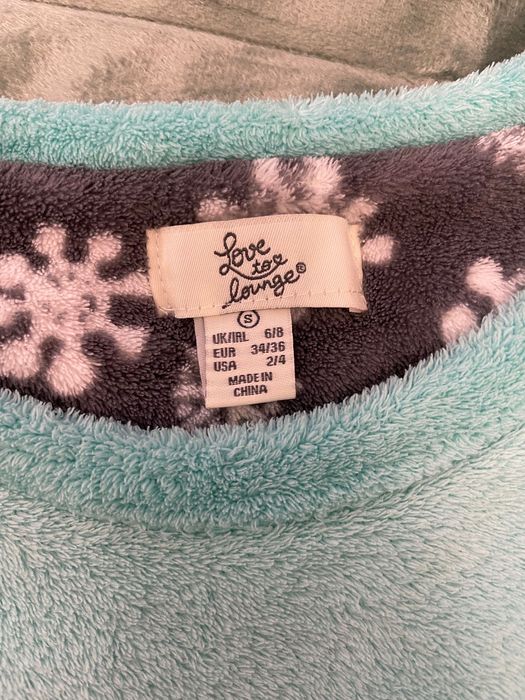 Love
to
lounge®
S
UK/IRL 6/8
EUR 34/36
USA 2/4
MADE IN
CHINA